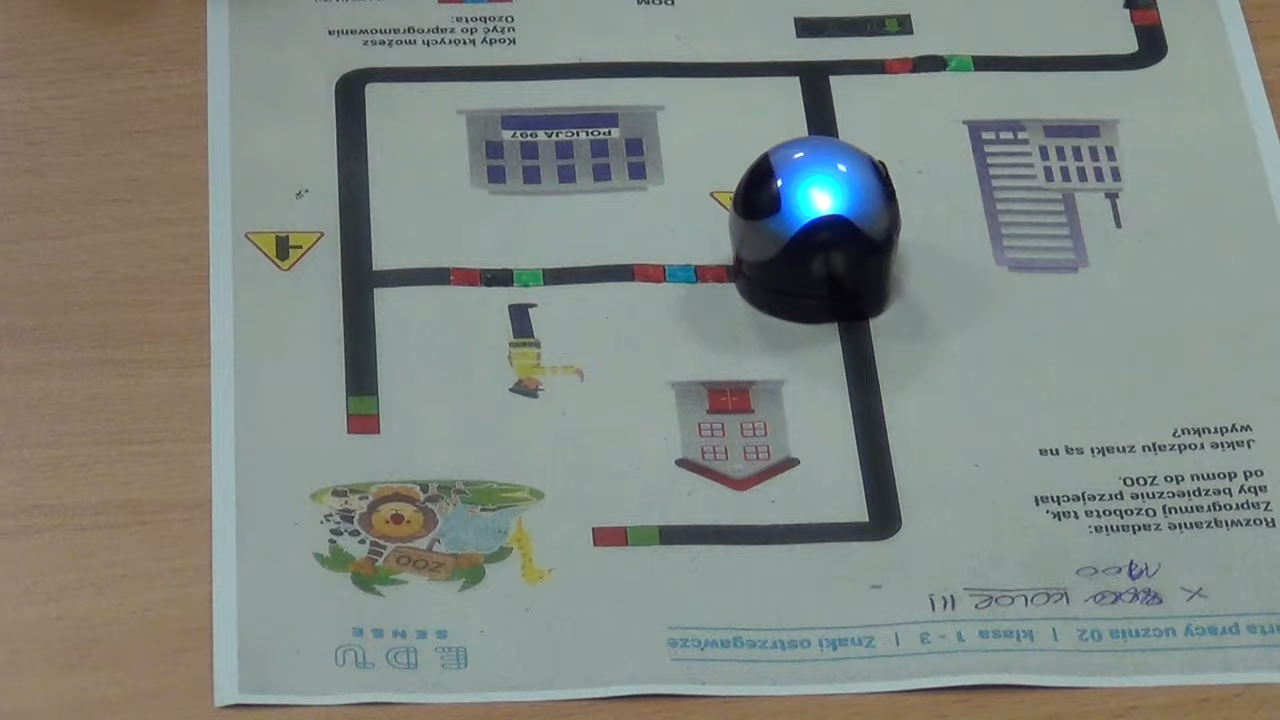 Karta pracy ucznia 02 | klasa 1 - 3 | Znaki ostrzegawcze
EDU
SENSE
KOLOR !!!
Rozwiązanie zadania:
Zaprogramuj Ozobota tak,
aby bezpiecznie przejechał
od domu do ZOO.
Jakie rodzaju znaki są na
wydruku?
ZOO
POLICJA 997
Kody których możesz
użyć do zaprogramowania
Ozobota:
DOM